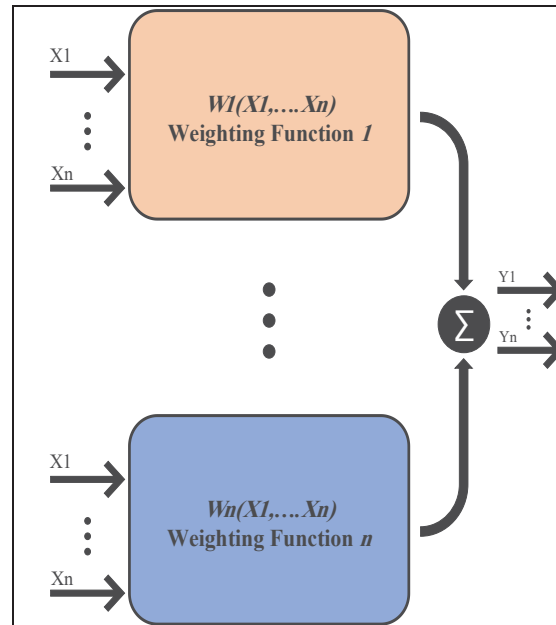 X1
W1(X1,.…Xn)
Weighting Function 1
Xn
Y1
Σ
Yn
X1
Wn(X1,.…Xn)
Weighting Function n
Xn